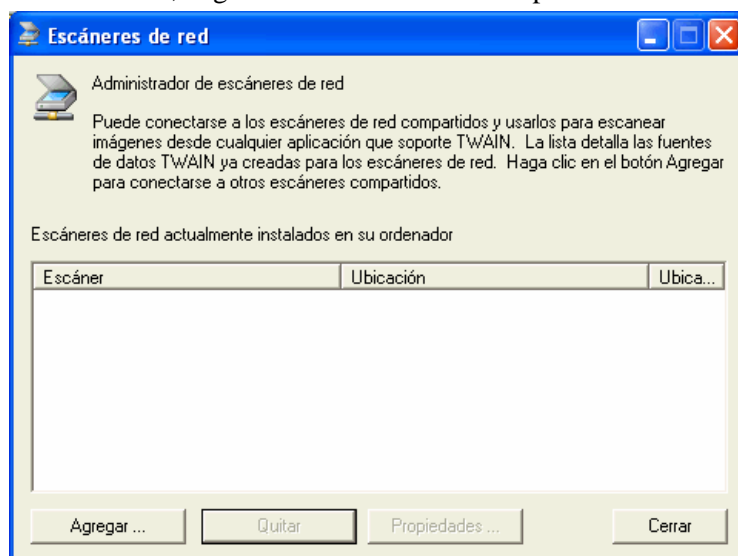 Escáneres de red
Administrador de escáneres de red
Puede conectarse a los escáneres de red compartidos y usarlos para escanear
imágenes desde cualquier aplicación que soporte TWAIN. La lista detalla las fuentes
de datos TWAIN ya creadas para los escáneres de red. Haga clic en el botón Agregar
para conectarse a otros escáneres compartidos.
Escáneres de red actualmente instalados en su ordenador
Escáner Ubicación Ubica...
Agregar ... Quitar Propiedades ... Cerrar